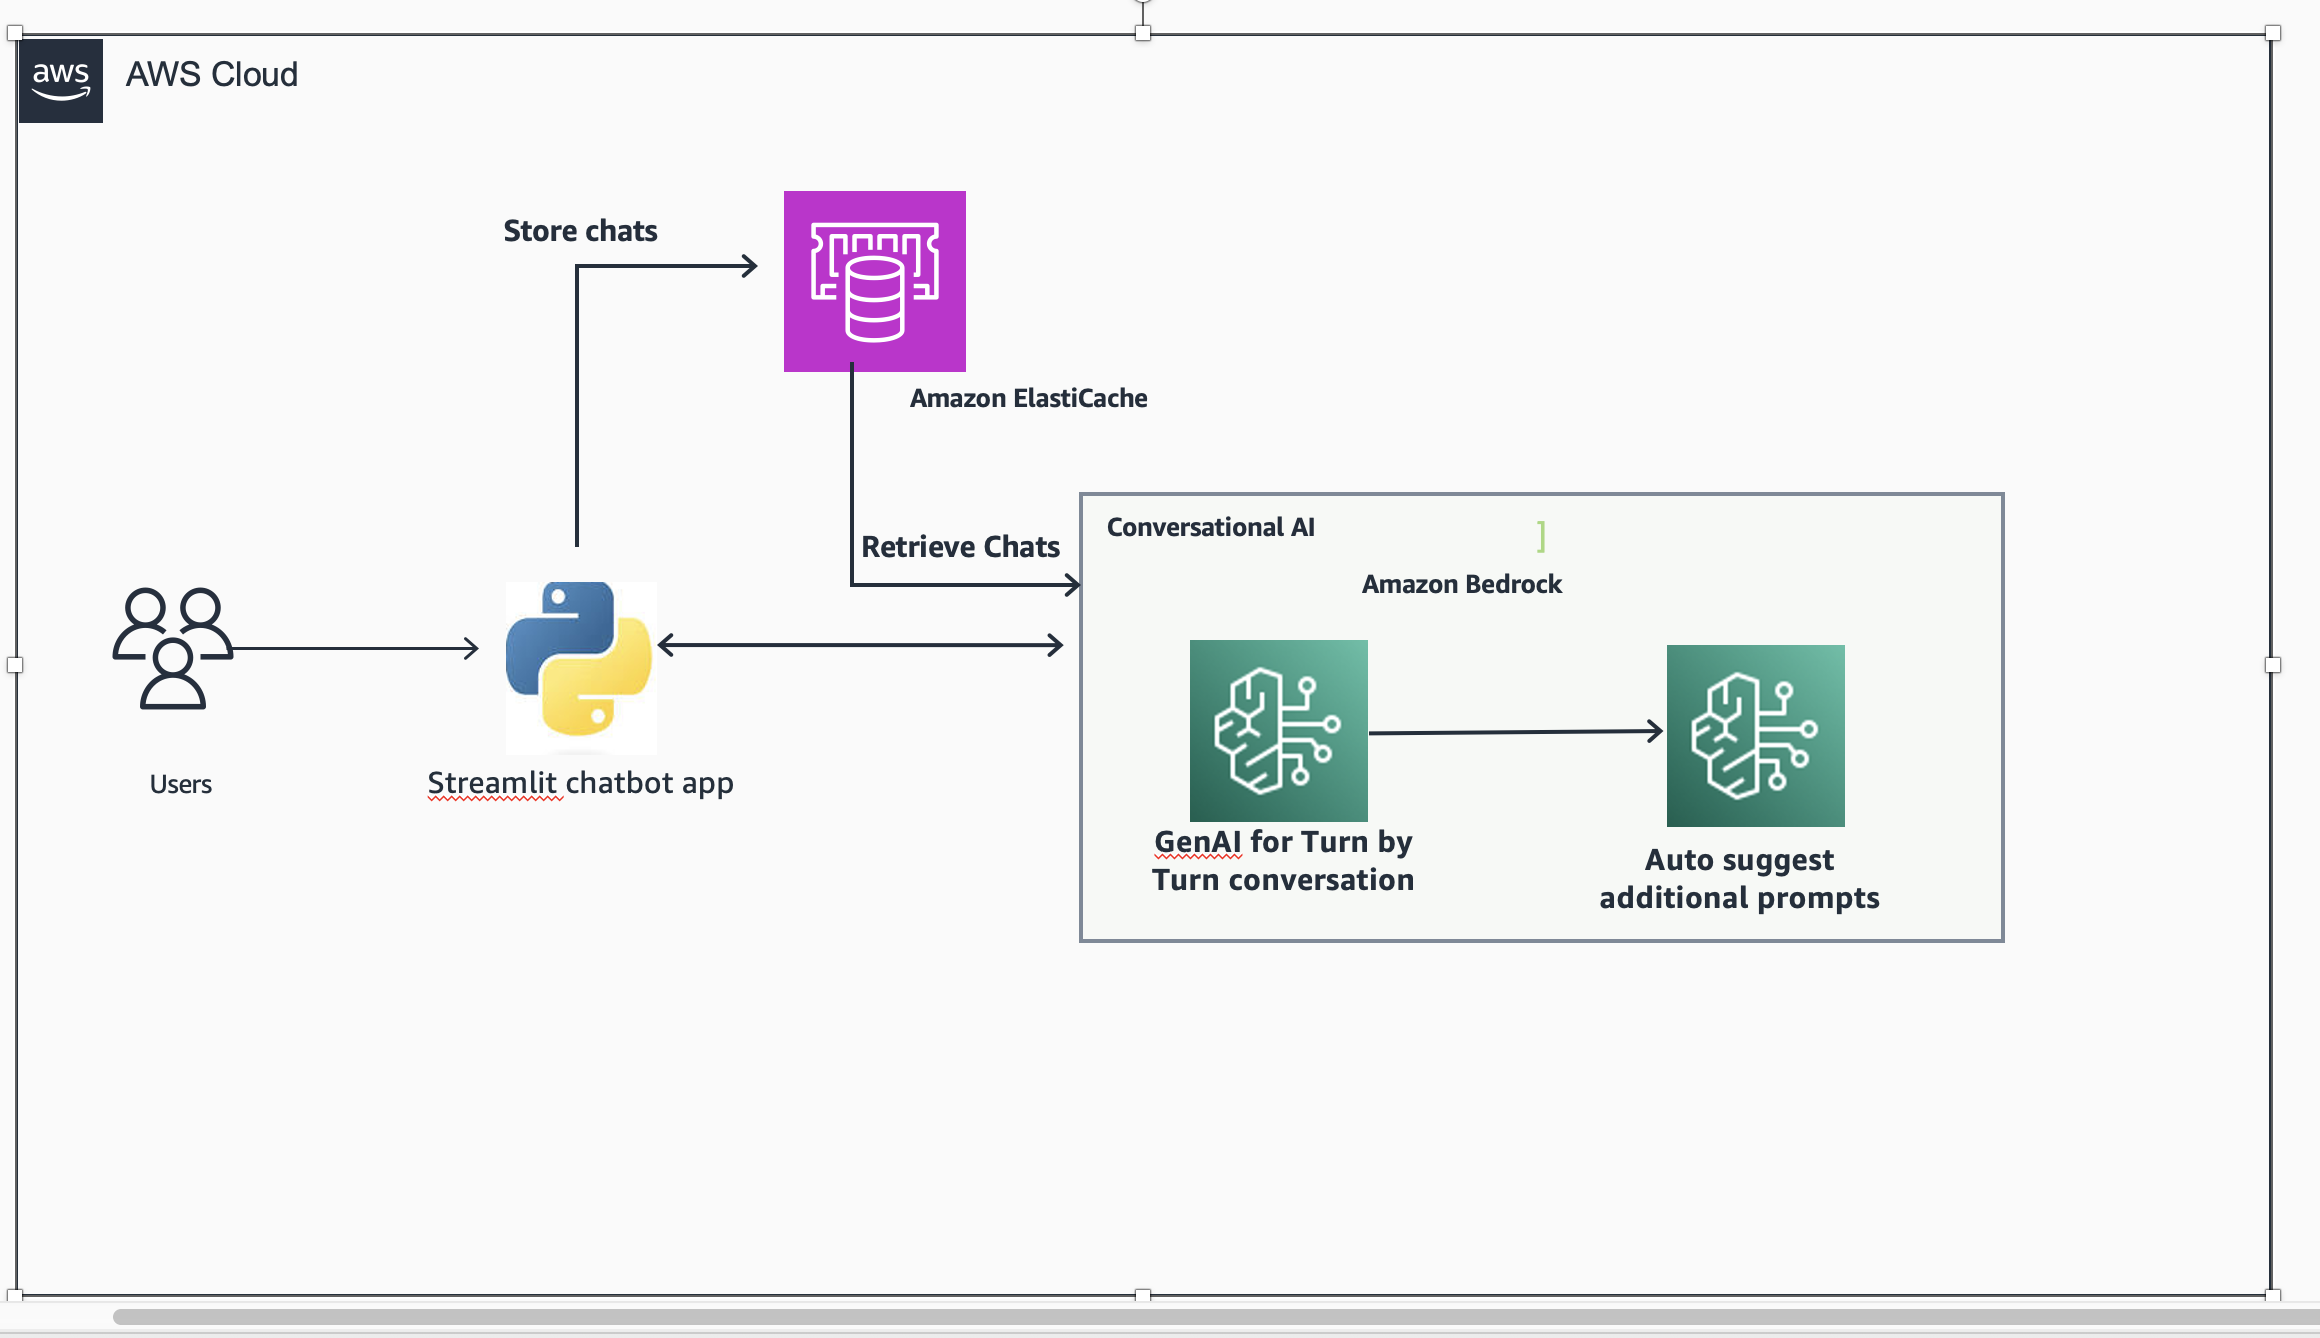 aws
AWS Cloud
Store chats
Amazon ElastiCache
Retrieve Chats
Conversational AI
]
Amazon Bedrock
Users
Streamlit chatbot app
GenAI for Turn by
Turn conversation
Auto suggest
additional prompts